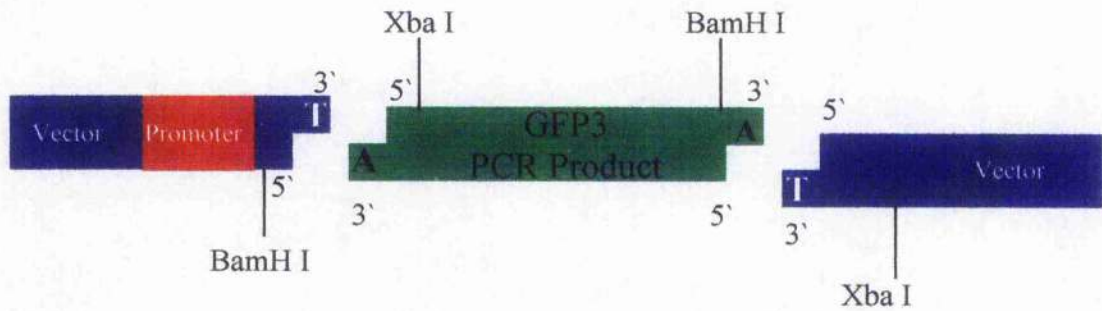 Xba I BamH I
3` 5` 3` 5`
Vector Promoter T GFP3 A
A PCR Product T Vector
5` 3` 5` 3`
BamH I Xba I